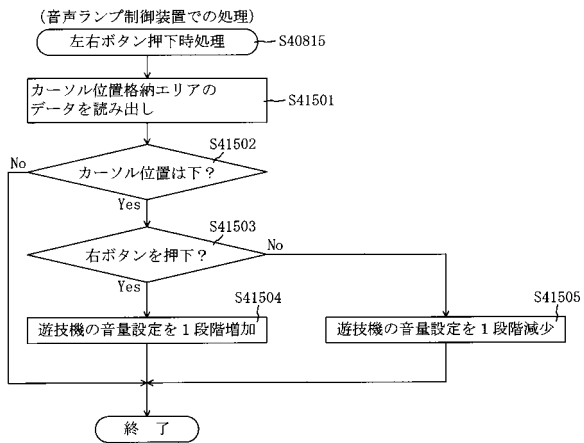 (音声ランプ制御装置での処理)
左右ボタン押下時処理
S40815
カーソル位置格納エリアの
データを読み出し
S41501
S41502
No
カーソル位置は下?
Yes
S41503
右ボタンを押下?
No
Yes
S41504
S41505
遊技機の音量設定を1段階増加
遊技機の音量設定を1段階減少
終 了